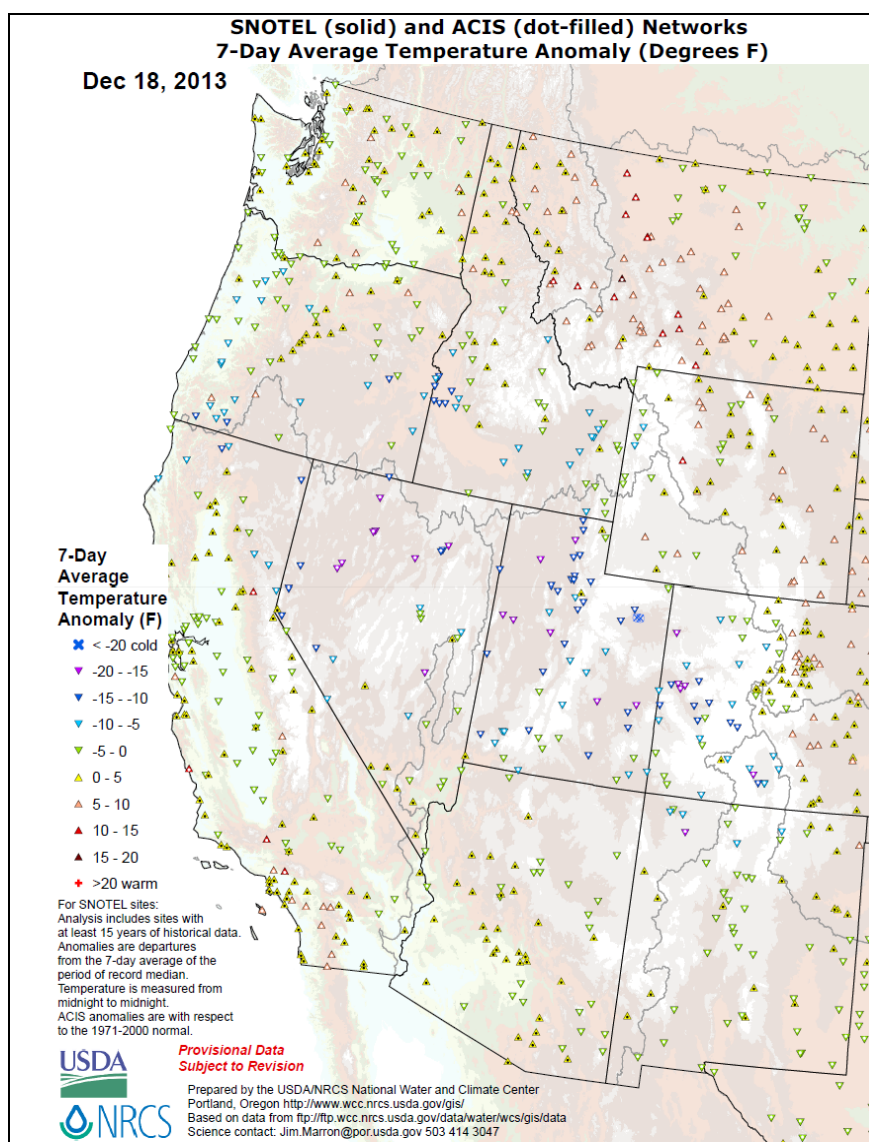 SNOTEL (solid) and ACIS (dot-filled) Networks
7-Day Average Temperature Anomaly (Degrees F)
Dec 18, 2013
7-Day
Average
Temperature
Anomaly (F)
< -20 cold
-20 - -15
-15 - -10
-10 - -5
-5 - 0
0 - 5
5 - 10
10 - 15
15 - 20
>20 warm
For SNOTEL sites:
Analysis includes sites with
at least 15 years of historical data.
Anomalies are departures
from the 7-day average of the
period of record median.
Temperature is measured from
midnight to midnight.
ACIS anomalies are with respect
to the 1971-2000 normal.
Provisional Data
Subject to Revision
USDA
NRCS
Prepared by the USDA/NRCS National Water and Climate Center
Portland, Oregon http://www.wcc.nrcs.usda.gov/gis/
Based on data from ftp://ftp.wcc.nrcs.usda.gov/data/water/wcs/gis/data
Science contact: Jim.Marron@por.usda.gov 503 414 3047